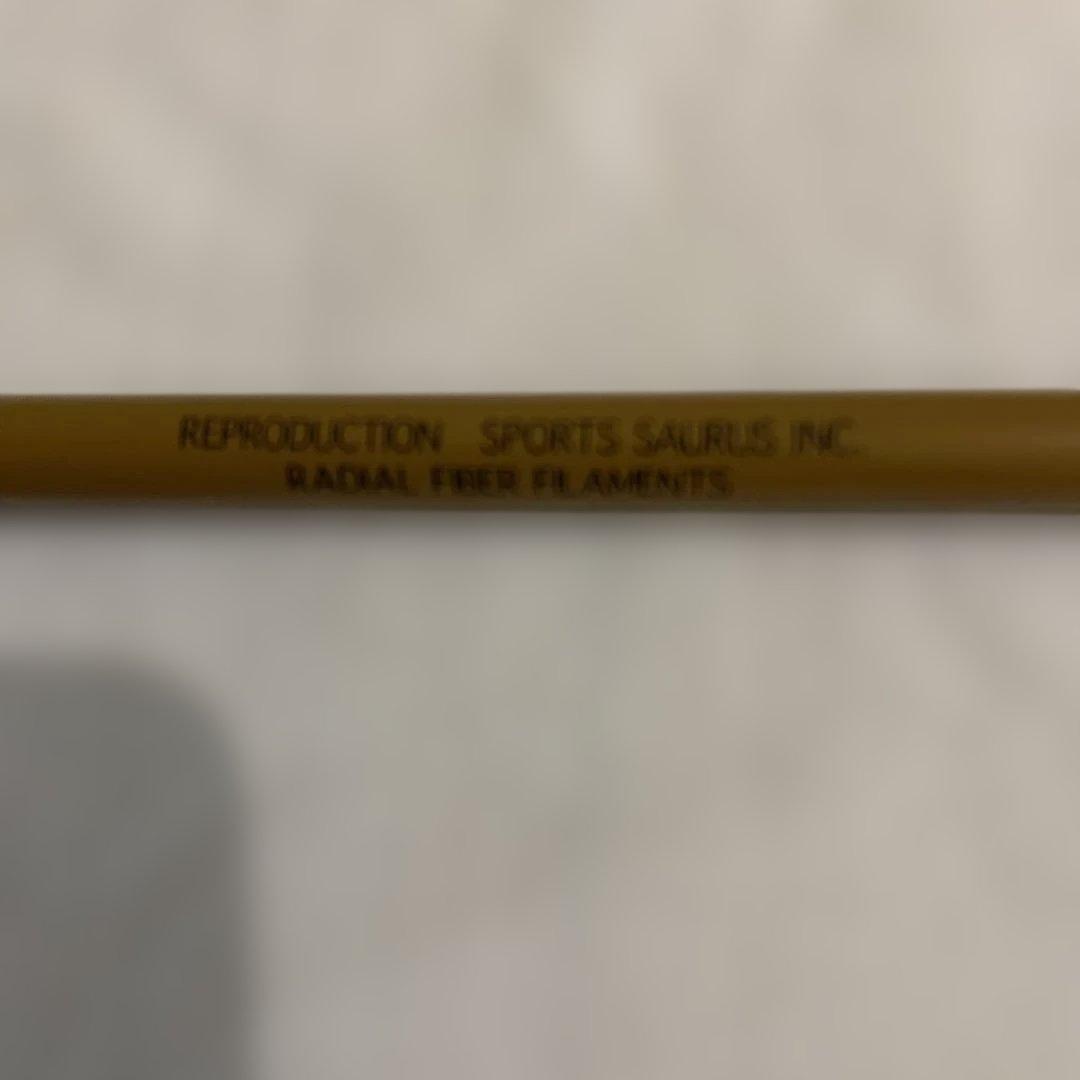 REPRODUCTION SPORTS SAURUS INC.
RADIAL FIBER FILAMENTS